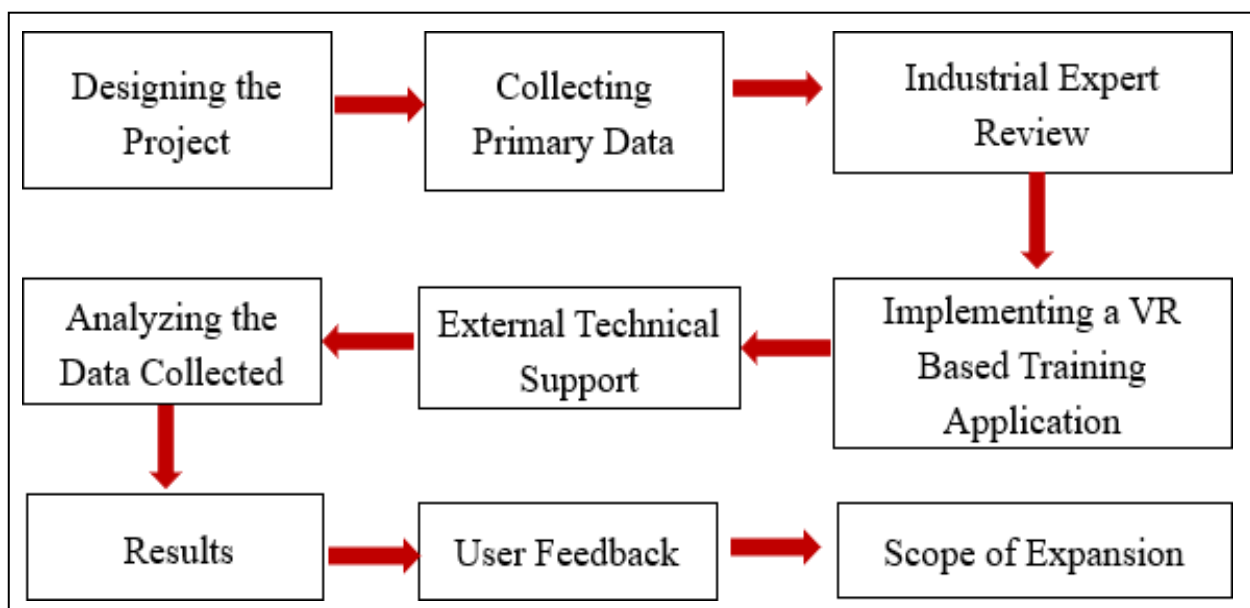 Designing the
Project
Collecting
Primary Data
Industrial Expert
Review
Implementing a VR
Based Training
Application
External Technical
Support
Analyzing the
Data Collected
Results
User Feedback
Scope of Expansion